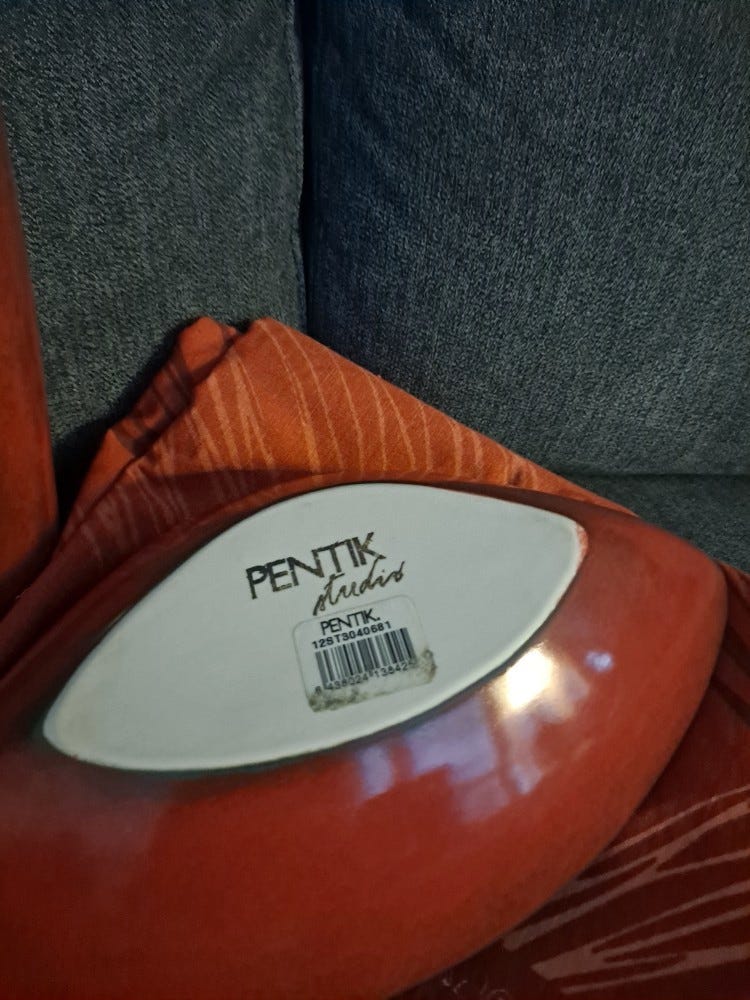 PENTIK
studio
PENTIK.
12ST3040681